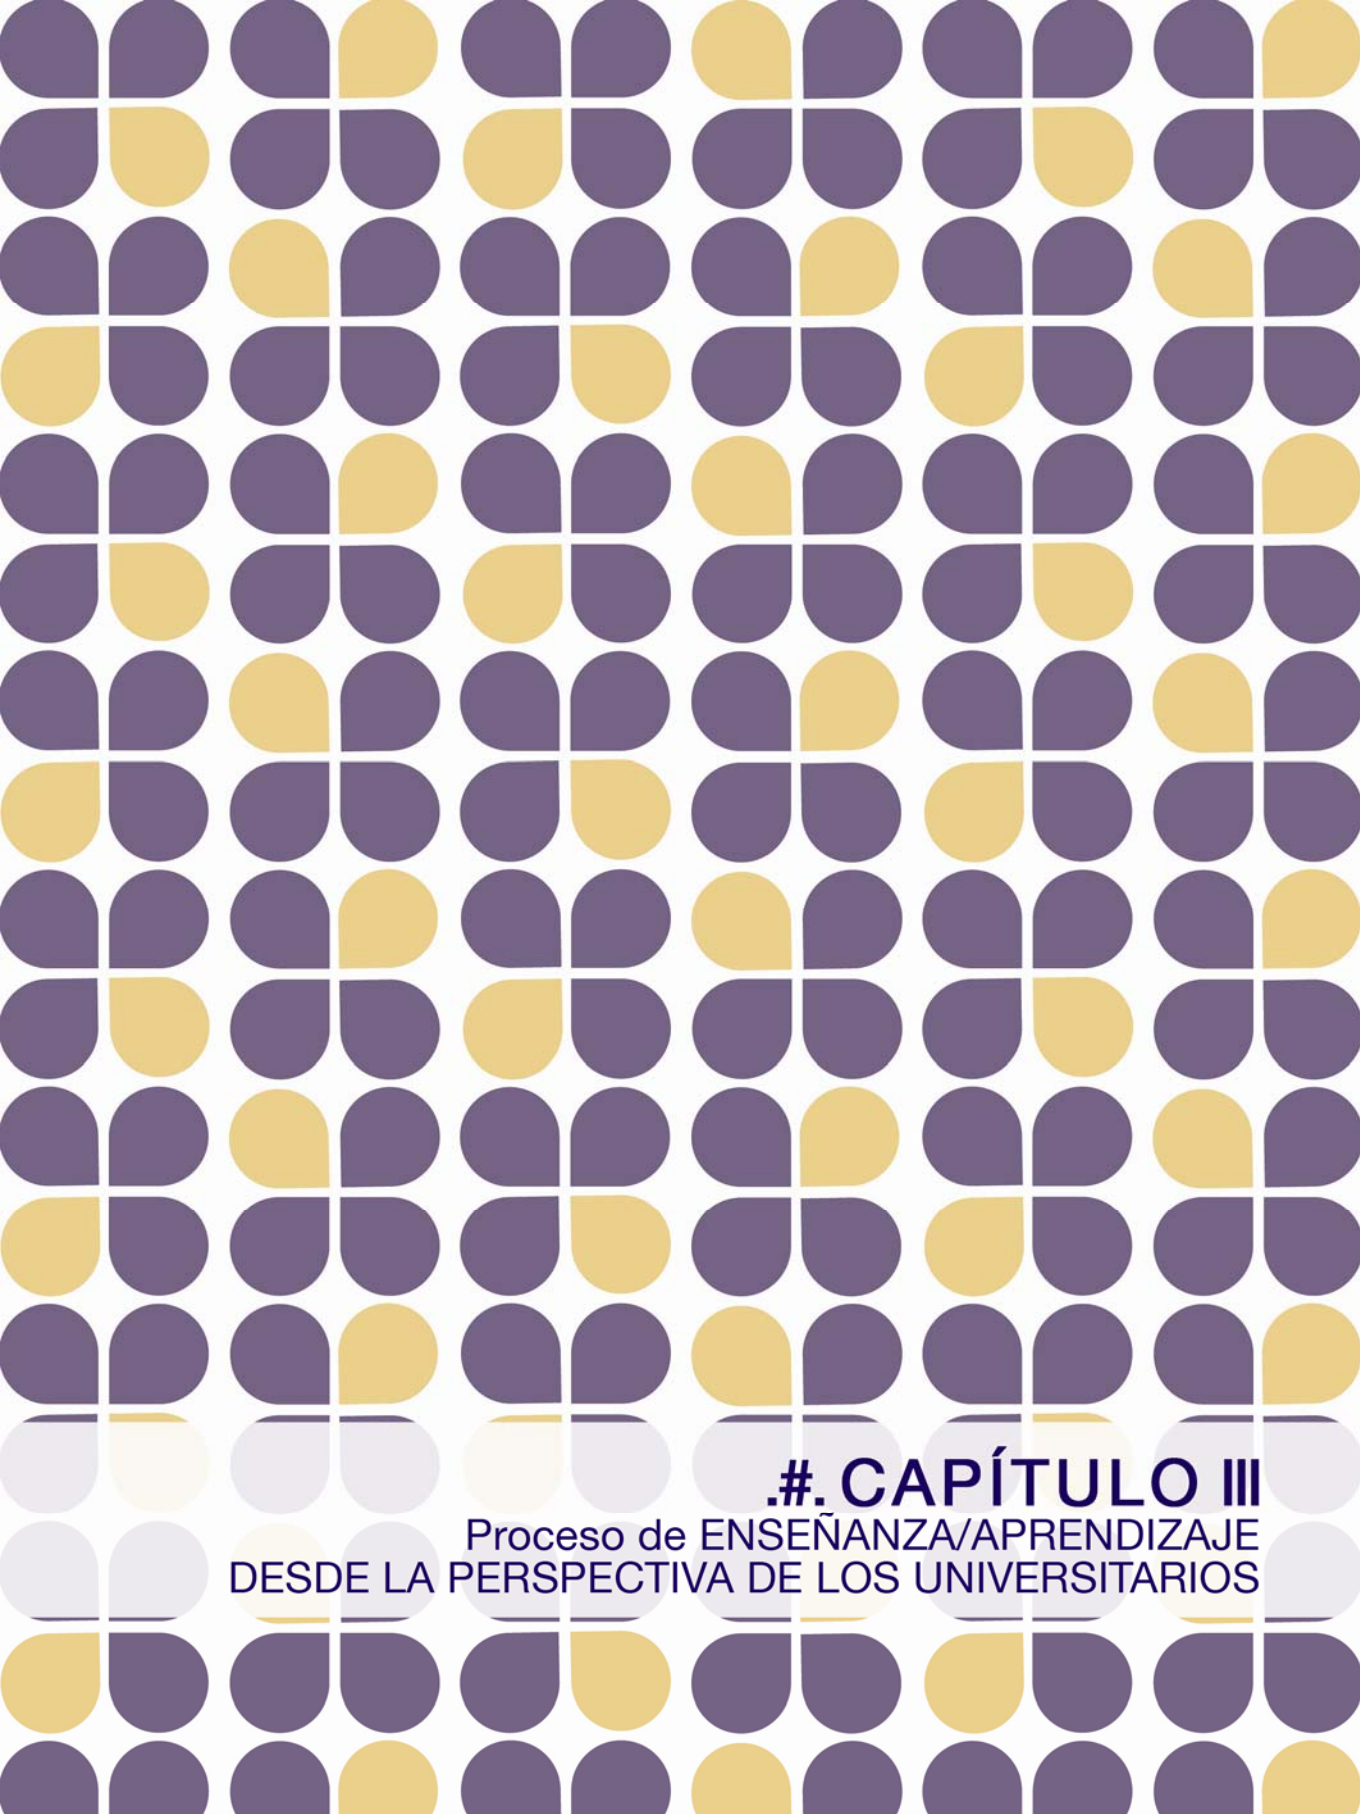 .#. CAPÍTULO III
Proceso de ENSEÑANZA/APRENDIZAJE
DESDE LA PERSPECTIVA DE LOS UNIVERSITARIOS